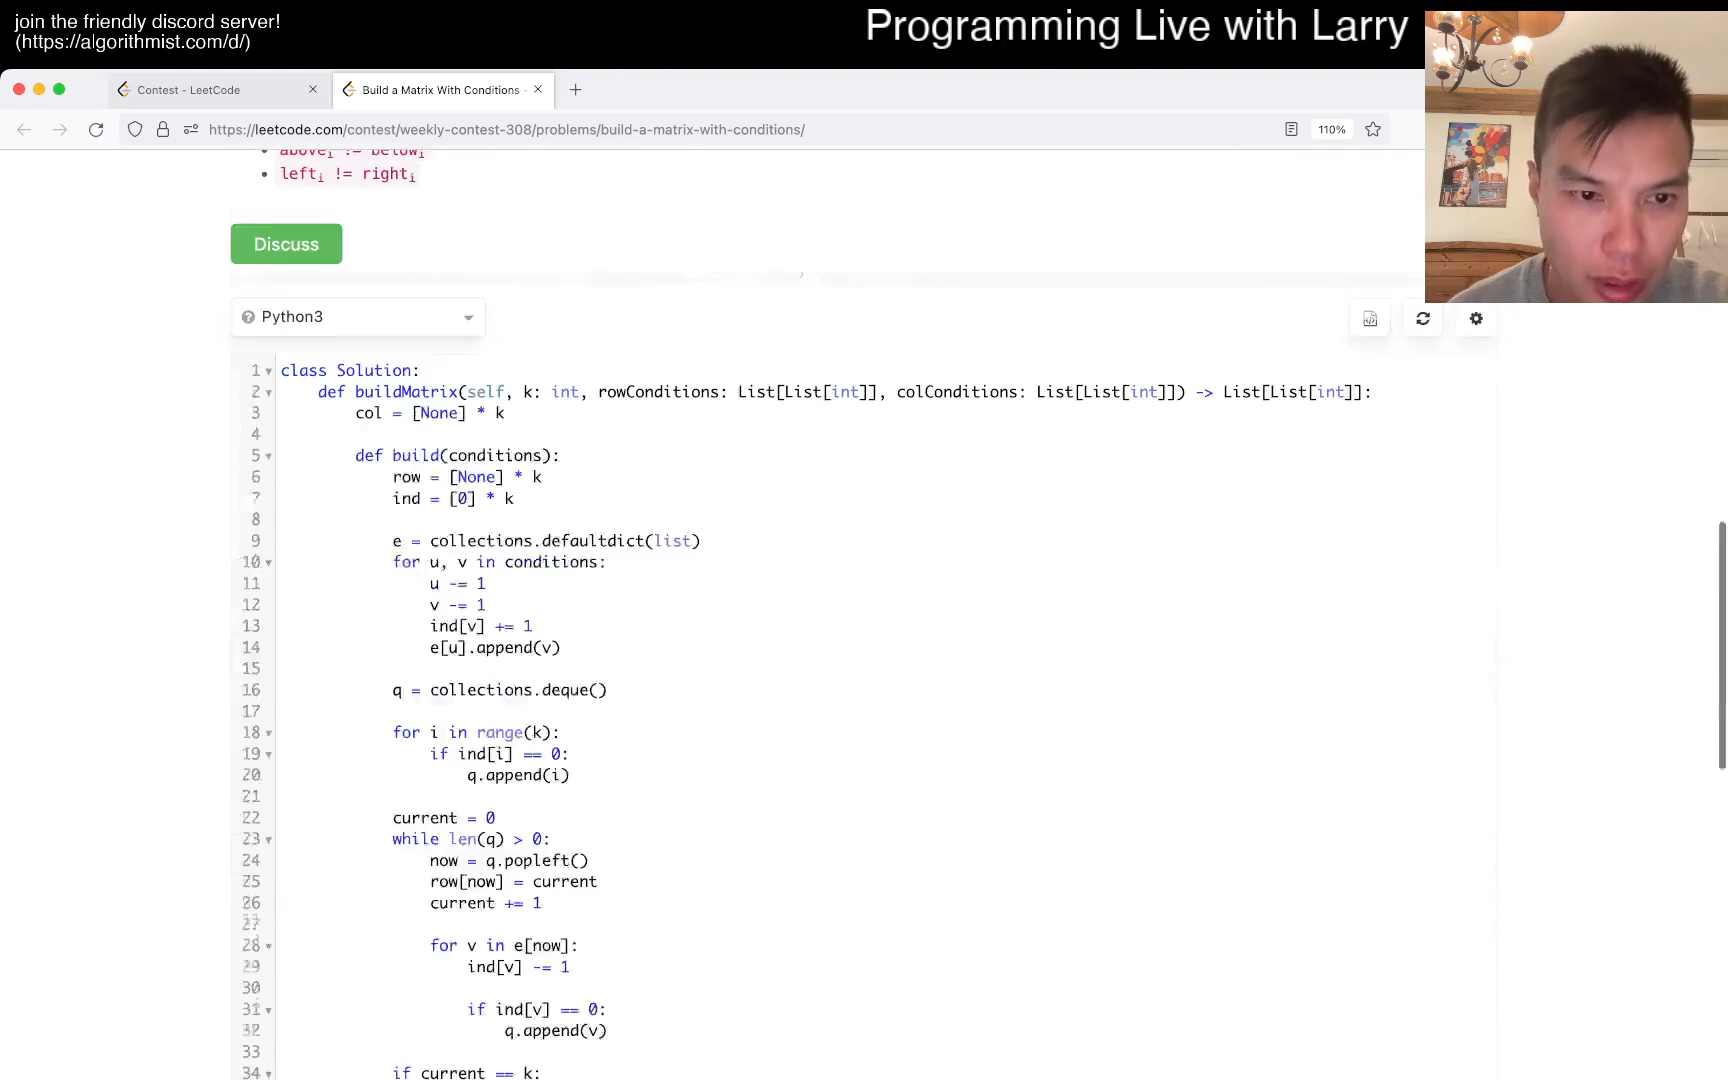 join the friendly discord server!
(https://algorithmist.com/d/)
Programming Live with Larry
Contest - LeetCode
Build a Matrix With Conditions -
https://leetcode.com/contest/weekly-contest-308/problems/build-a-matrix-with-conditions/
110%
abovei != belowi
lefti != righti
Discuss
Python3
1 class Solution:
2 def buildMatrix(self, k: int, rowConditions: List[List[int]], colConditions: List[List[int]]) -> List[List[int]]:
3 col = [None] * k
4
5 def build(conditions):
6 row = [None] * k
7 ind = [0] * k
8
9 e = collections.defaultdict(list)
10 for u, v in conditions:
11 u -= 1
12 v -= 1
13 ind[v] += 1
14 e[u].append(v)
15
16 q = collections.deque()
17
18 for i in range(k):
19 if ind[i] == 0:
20 q.append(i)
21
22 current = 0
23 while len(q) > 0:
24 now = q.popleft()
25 row[now] = current
26 current += 1
27
28 for v in e[now]:
29 ind[v] -= 1
30
31 if ind[v] == 0:
32 q.append(v)
33
34 if current == k: